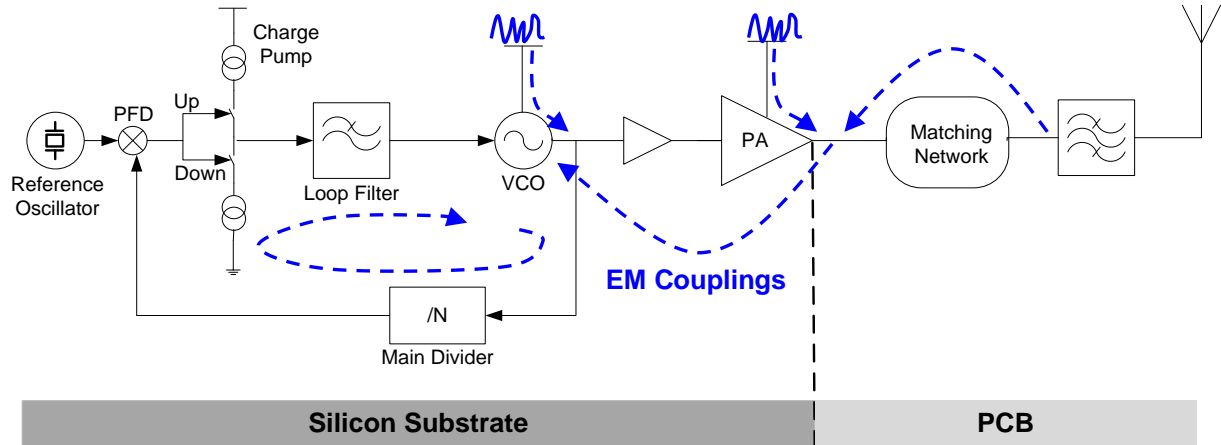 Charge
Pump
PFD
Up
Down
Reference
Oscillator
Loop Filter
VCO
PA
Matching
Network
EM Couplings
/N
Main Divider
Silicon Substrate
PCB